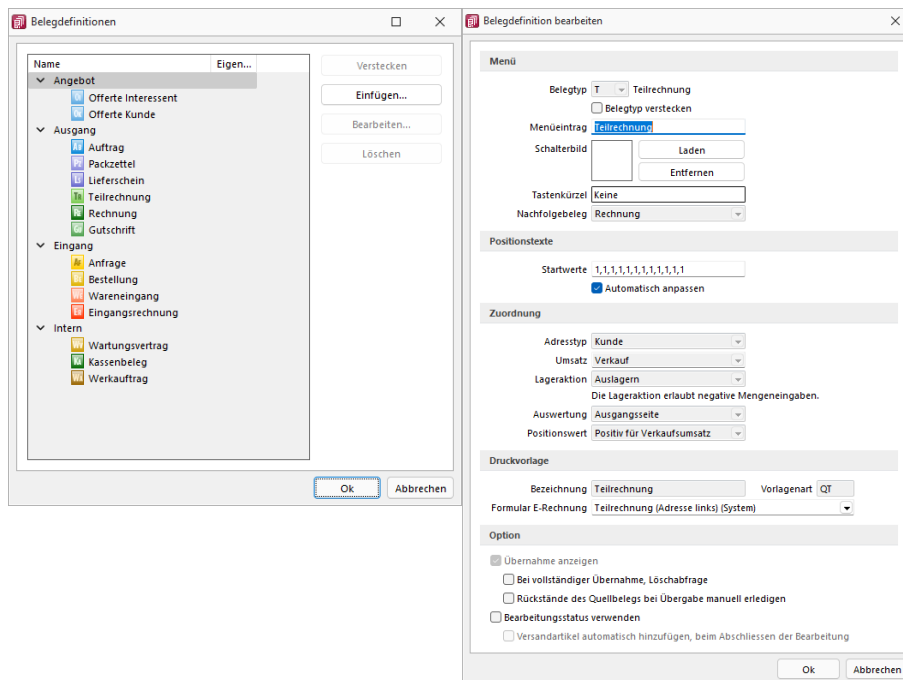 Belegdefinitionen
Name Eigen...
Angebot
Offerte Interessent
Offerte Kunde
Ausgang
Auftrag
Packzettel
Lieferschein
Teilrechnung
Rechnung
Gutschrift
Eingang
Anfrage
Bestellung
Wareneingang
Eingangsrechnung
Intern
Wartungsvertrag
Kassenbeleg
Werkauftrag
Verstecken
Einfügen...
Bearbeiten...
Löschen
Ok Abbrechen
Belegdefinition bearbeiten
Menü
Belegtyp T Teilrechnung
Belegtyp verstecken
Menüeintrag Teilrechnung
Schalterbild Laden
Entfernen
Tastenkürzel Keine
Nachfolgebeleg Rechnung
Positionstexte
Startwerte 1,1,1,1,1,1,1,1,1,1,1,1
Automatisch anpassen
Zuordnung
Adresstyp Kunde
Umsatz Verkauf
Lageraktion Auslagern
Die Lageraktion erlaubt negative Mengeneingaben.
Auswertung Ausgangsseite
Positionswert Positiv für Verkaufsumsatz
Druckvorlage
Bezeichnung Teilrechnung Vorlagenart QT
Formular E-Rechnung Teilrechnung (Adresse links) (System)
Option
Übernahme anzeigen
Bei vollständiger Übernahme, Löschabfrage
Rückstände des Quellbelegs bei Übergabe manuell erledigen
Bearbeitungsstatus verwenden
Versandartikel automatisch hinzufügen, beim Abschliessen der Bearbeitung
Ok Abbrechen